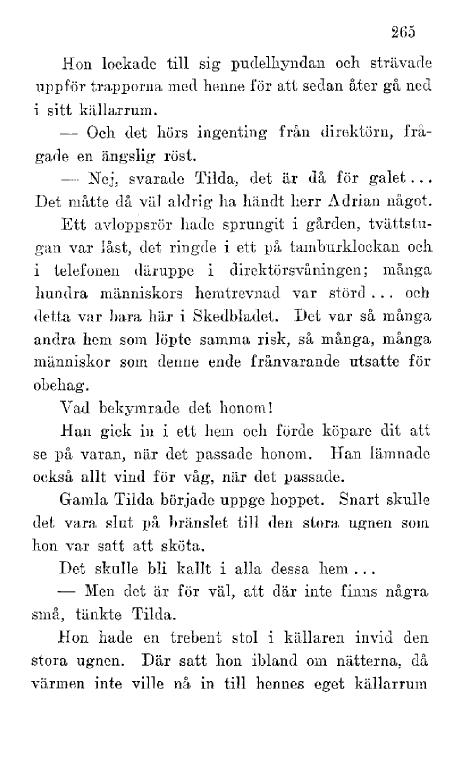 265
Hon lockade till sig pudelhyndan och strävade
uppför trapporna med henne för att sedan åter gå ned
i sitt källarrum.
— Och det hörs ingenting från direktörn, frå-
gade en ängslig röst.
— Nej, svarade Tilda, det är då för galet...
Det måtte då väl aldrig ha händt herr Adrian något.
Ett avloppsrör hade sprungit i gården, tvättstu-
gan var låst, det ringde i ett på tamburklockan och
i telefonen däruppe i direktörsvåningen; många
hundra människors hemtrevnad var störd... och
detta var bara här i Skedbladet. Det var så många
andra hem som löpte samma risk, så många, många
människor som denne ende frånvarande utsatte för
obehag.
Vad bekymrade det honom!
Han gick in i ett hem och förde köpare dit att
se på varan, när det passade honom. Han lämnade
också allt vind för våg, när det passade.
Gamla Tilda började uppge hoppet. Snart skulle
det vara slut på bränslet till den stora ugnen som
hon var satt att sköta.
Det skulle bli kallt i alla dessa hem...
— Men det är för väl, att där inte finns några
små, tänkte Tilda.
Hon hade en trebent stol i källaren invid den
stora ugnen. Där satt hon ibland om nätterna, då
värmen inte ville nå in till hennes eget källarrum